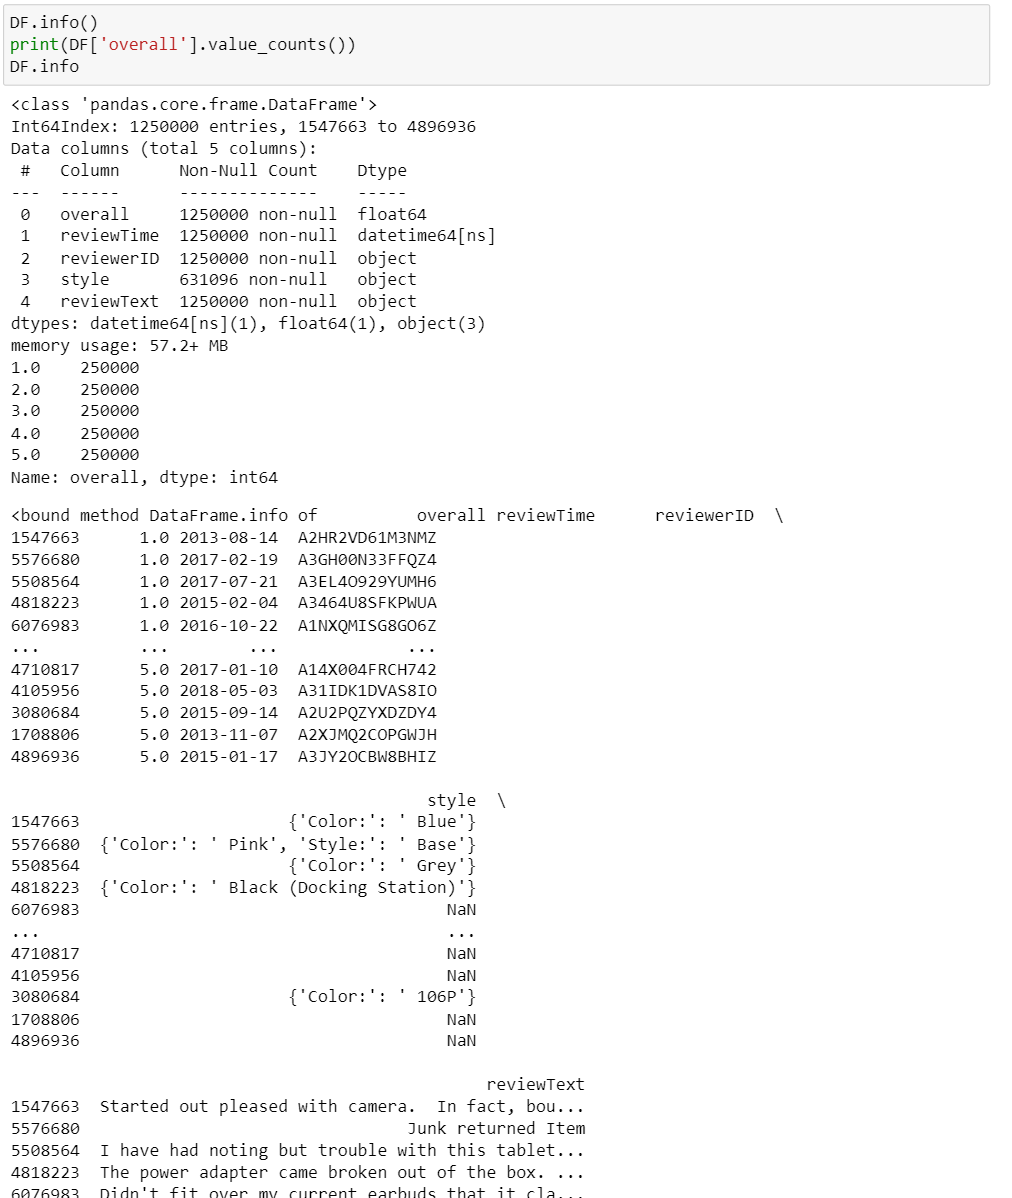 DF.info()
print(DF['overall'].value_counts())
DF.info
<class 'pandas.core.frame.DataFrame'>
Int64Index: 1250000 entries, 1547663 to 4896936
Data columns (total 5 columns):
 #   Column      Non-Null Count    Dtype
---  ------      --------------    -----
 0   overall     1250000 non-null  float64
 1   reviewTime  1250000 non-null  datetime64[ns]
 2   reviewerID  1250000 non-null  object
 3   style       631096 non-null   object
 4   reviewText  1250000 non-null  object
dtypes: datetime64[ns](1), float64(1), object(3)
memory usage: 57.2+ MB
1.0    250000
2.0    250000
3.0    250000
4.0    250000
5.0    250000
Name: overall, dtype: int64
<bound method DataFrame.info of          overall reviewTime      reviewerID  \
1547663      1.0 2013-08-14  A2HR2VD61M3NMZ
5576680      1.0 2017-02-19  A3GH00N33FFQZ4
5508564      1.0 2017-07-21  A3EL4O929YUMH6
4818223      1.0 2015-02-04  A3464U8SFKPWUA
6076983      1.0 2016-10-22  A1NXQMISG8GO6Z
...          ...        ...             ...
4710817      5.0 2017-01-10  A14X004FRCH742
4105956      5.0 2018-05-03  A31IDK1DVAS8IO
3080684      5.0 2015-09-14  A2U2PQZYXDZDY4
1708806      5.0 2013-11-07  A2XJMQ2COPGWJH
4896936      5.0 2015-01-17  A3JY2OCBW8BHIZ
                                          style  \
1547663                     {'Color:': ' Blue'}
5576680  {'Color:': ' Pink', 'Style:': ' Base'}
5508564                     {'Color:': ' Grey'}
4818223  {'Color:': ' Black (Docking Station)'}
6076983                                     NaN
...                                         ...
4710817                                     NaN
4105956                                     NaN
3080684                     {'Color:': ' 106P'}
1708806                                     NaN
4896936                                     NaN
                                                reviewText
1547663  Started out pleased with camera.  In fact, bou...
5576680                                 Junk returned Item
5508564  I have had noting but trouble with this tablet...
4818223  The power adapter came broken out of the box. ...
6076983  Didn't fit over my current earbuds that it cla...